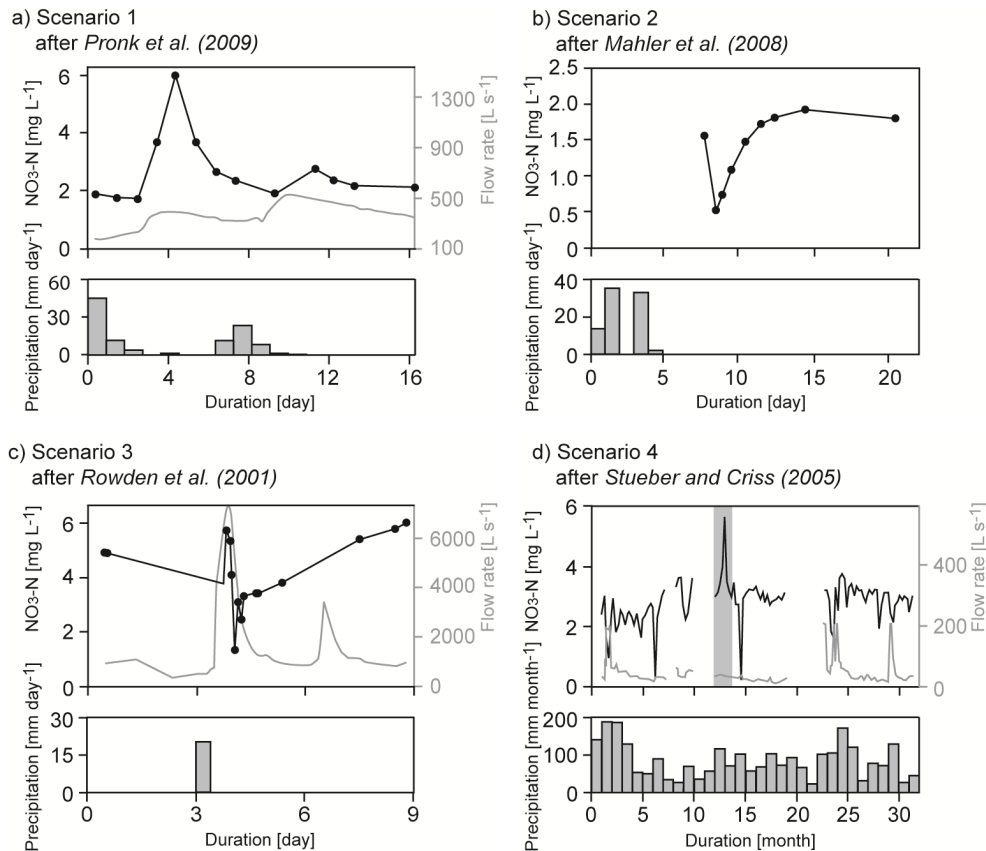 a) Scenario 1
after Pronk et al. (2009)
NO3-N [mg L-1]
6
4
2
0
Flow rate [L s-1]
1300
900
500
100
Precipitation [mm day-1]
60
30
0
0 4 8 12 16
Duration [day]
b) Scenario 2
after Mahler et al. (2008)
NO3-N [mg L-1]
2.5
2.0
1.5
1.0
0.5
0
Precipitation [mm day-1]
40
20
0
0 5 10 15 20
Duration [day]
c) Scenario 3
after Rowden et al. (2001)
NO3-N [mg L-1]
6
4
2
0
Flow rate [L s-1]
6000
4000
2000
0
Precipitation [mm day-1]
30
15
0
0 3 6 9
Duration [day]
d) Scenario 4
after Stueber and Criss (2005)
NO3-N [mg L-1]
6
4
2
0
Flow rate [L s-1]
400
200
0
Precipitation [mm month-1]
200
100
0
0 5 10 15 20 25 30
Duration [month]